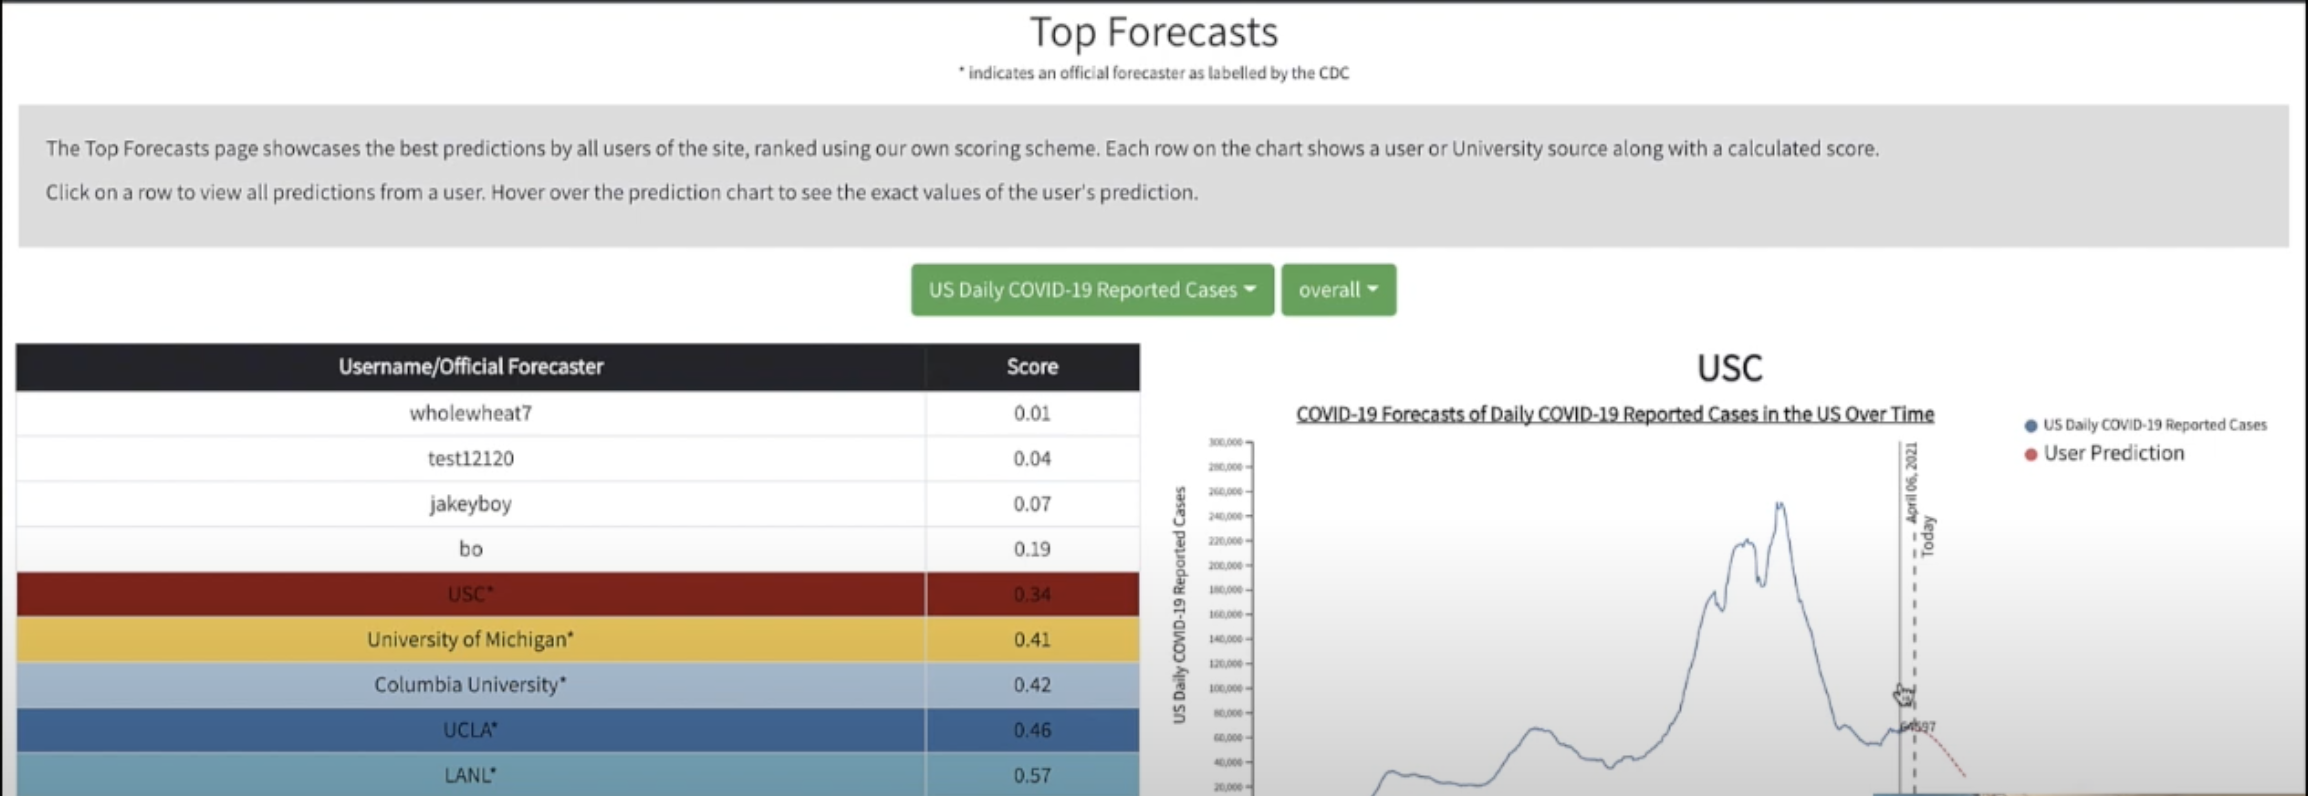 Top Forecasts
* indicates an official forecaster as labelled by the CDC
The Top Forecasts page showcases the best predictions by all users of the site, ranked using our own scoring scheme. Each row on the chart shows a user or University source along with a calculated score.
Click on a row to view all predictions from a user. Hover over the prediction chart to see the exact values of the user's prediction.
US Daily COVID-19 Reported Cases
overall
Username/Official Forecaster Score
wholewheat7 0.01
test12120 0.04
jakeyboy 0.07
bo 0.19
USC* 0.34
University of Michigan* 0.41
Columbia University* 0.42
UCLA* 0.46
LANL* 0.57
USC
COVID-19 Forecasts of Daily COVID-19 Reported Cases in the US Over Time
US Daily COVID-19 Reported Cases
User Prediction
US Daily COVID-19 Reported Cases
300,000
280,000
260,000
240,000
220,000
200,000
180,000
160,000
140,000
120,000
100,000
80,000
60,000
40,000
20,000
April 06, 2021
Today